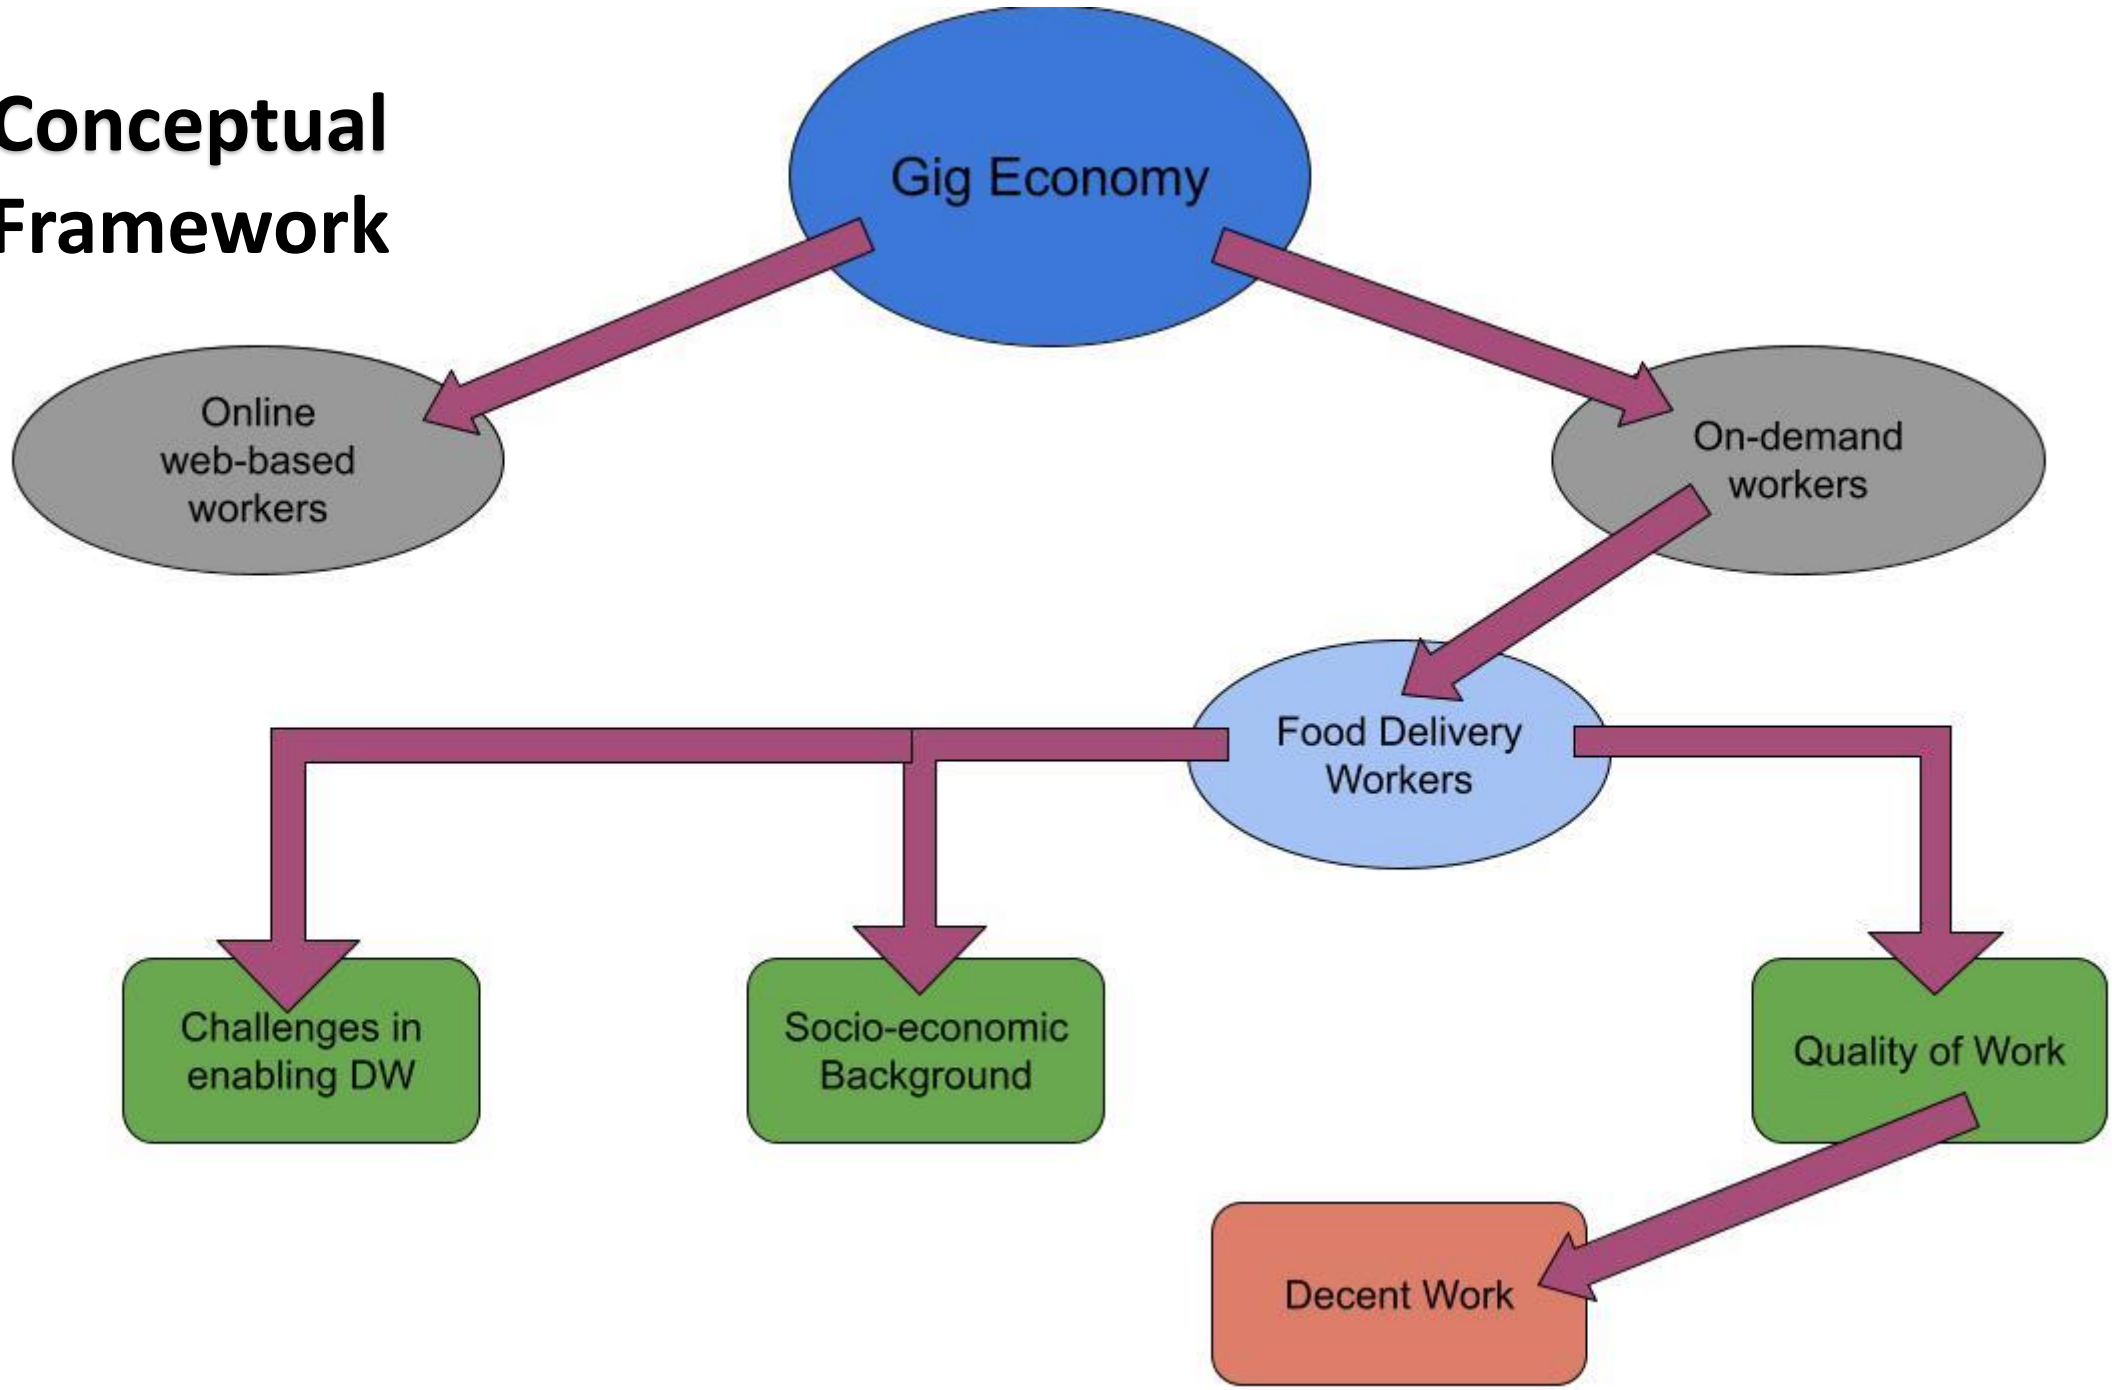 Conceptual
Framework
Gig Economy
Online
web-based
workers
On-demand
workers
Food Delivery
Workers
Challenges in
enabling DW
Socio-economic
Background
Quality of Work
Decent Work